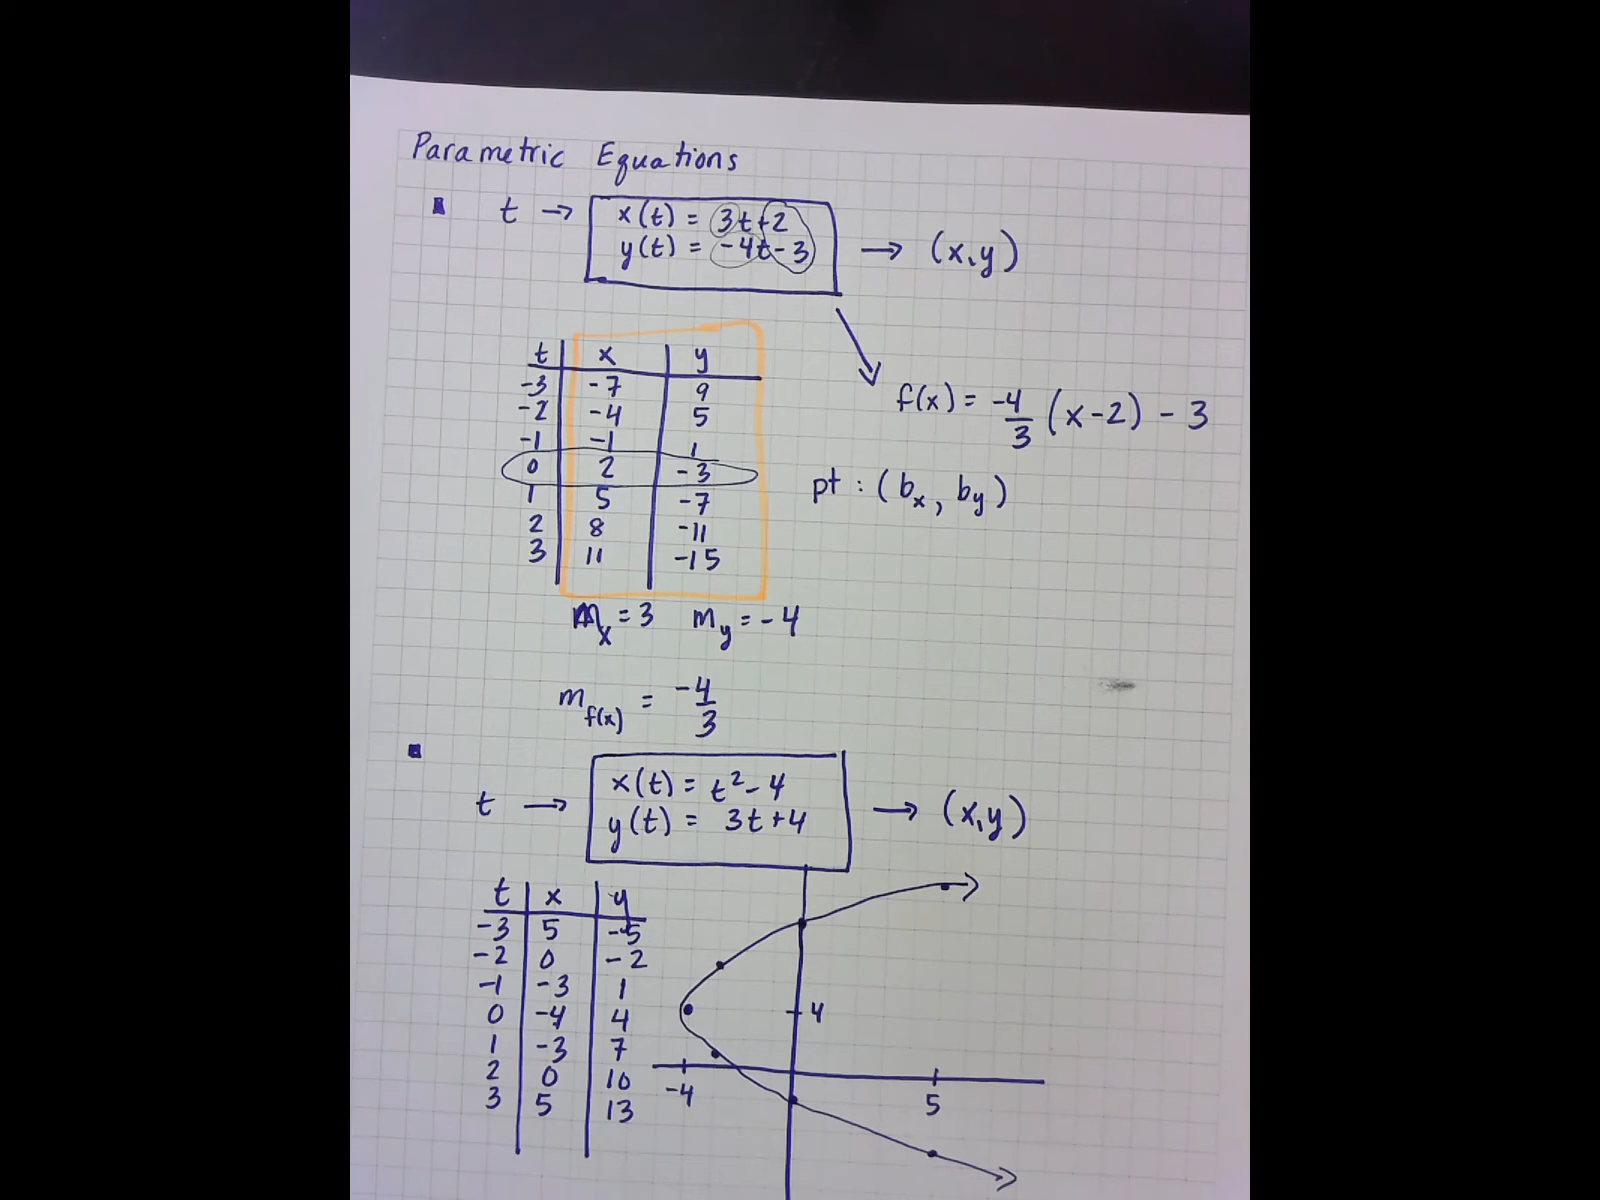 Parametric Equations
t → x(t) = 3t+2
y(t) = -4t-3 → (x,y)
t x y
-3 -7 9
-2 -4 5
-1 -1 1
0 2 -3
1 5 -7
2 8 -11
3 11 -15
f(x) = -4/3 (x-2) - 3
pt : (bₓ, b_y)
mₓ = 3 m_y = -4
m_f(x) = -4/3
t → x(t) = t²-4
y(t) = 3t+4 → (x,y)
t x y
-3 5 -5
-2 0 -2
-1 -3 1
0 -4 4
1 -3 7
2 0 10
3 5 13
4
-4 5